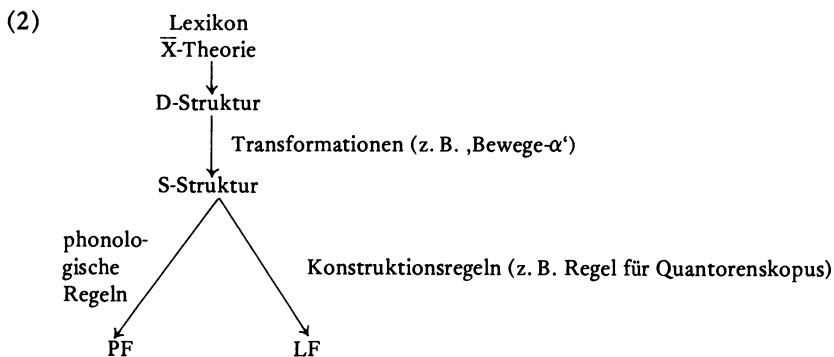 (2)
Lexikon
X̅-Theorie
D-Struktur
Transformationen (z. B. ‚Bewege-α‘)
S-Struktur
phonolo-
gische
Regeln
Konstruktionsregeln (z. B. Regel für Quantorenskopus)
PF
LF